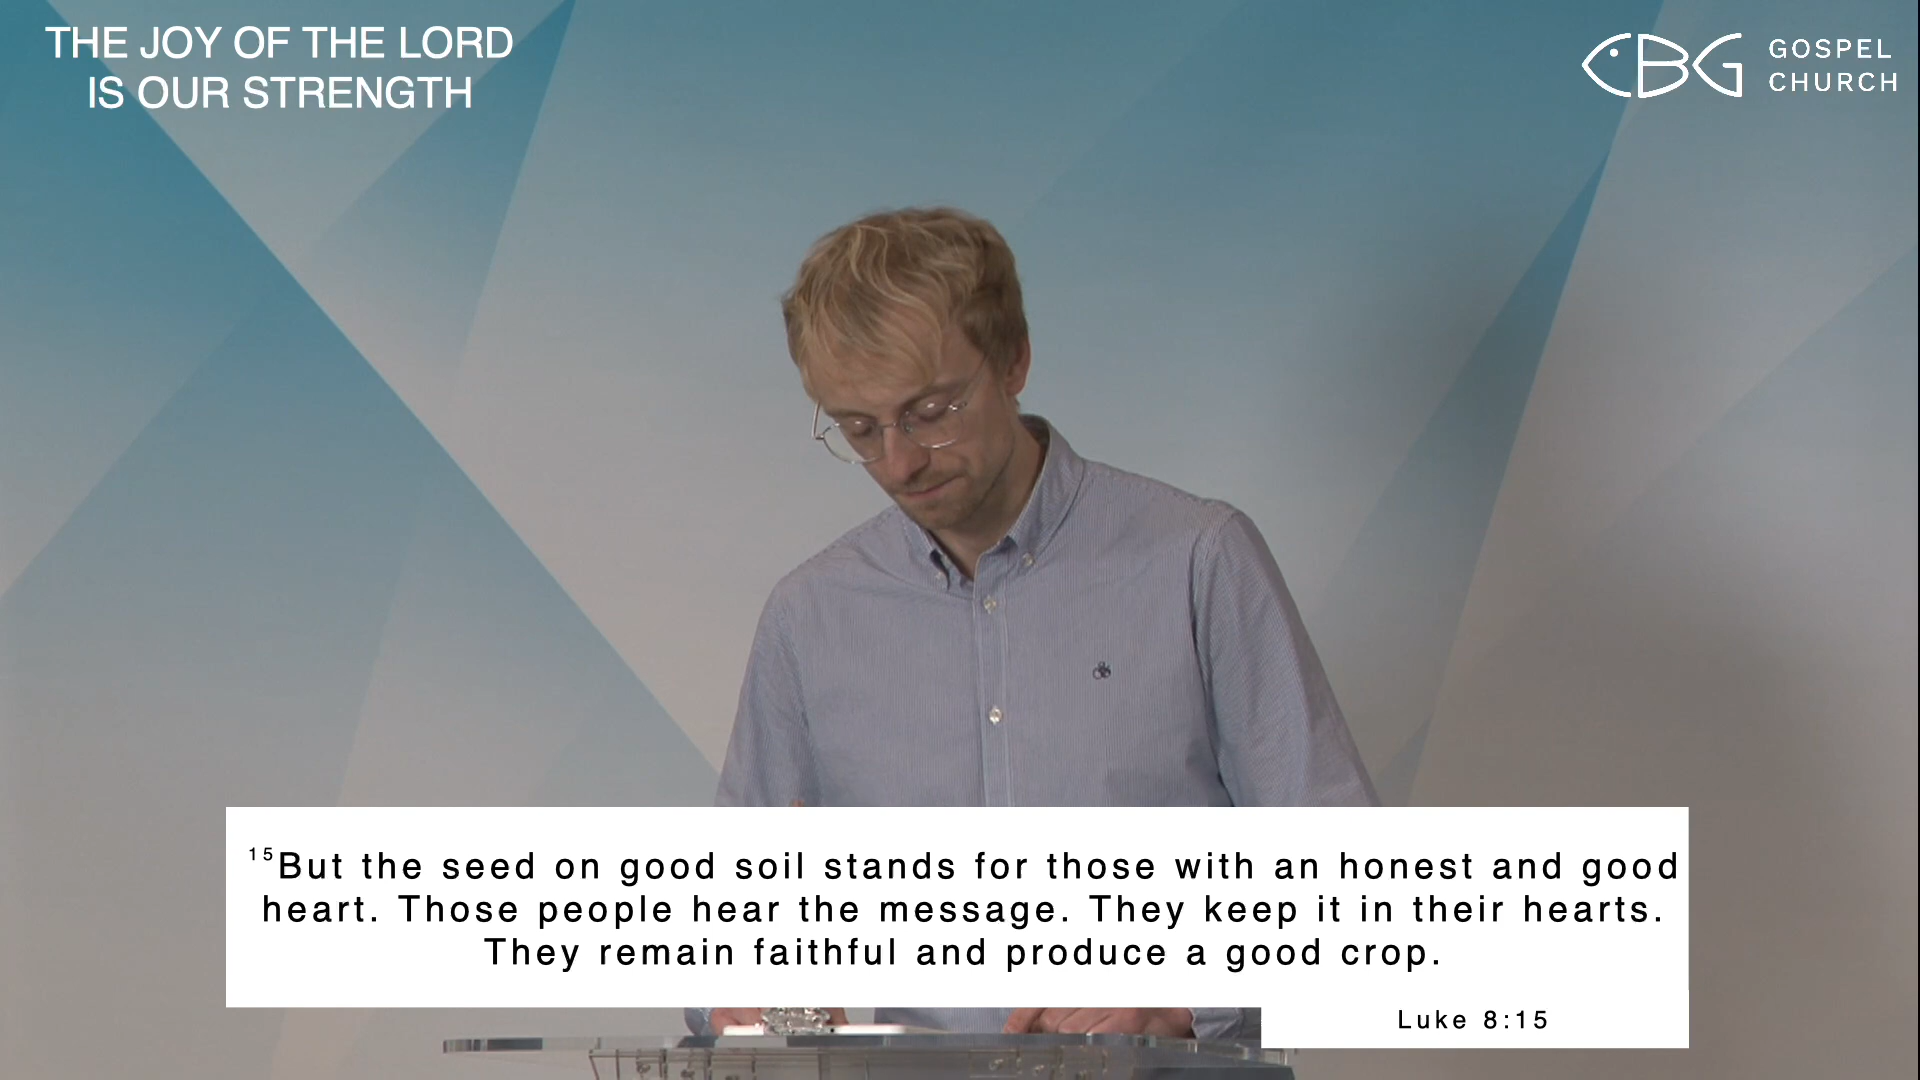 THE JOY OF THE LORD
IS OUR STRENGTH
CBG
GOSPEL
CHURCH
15But the seed on good soil stands for those with an honest and good
heart. Those people hear the message. They keep it in their hearts.
They remain faithful and produce a good crop.
Luke 8:15